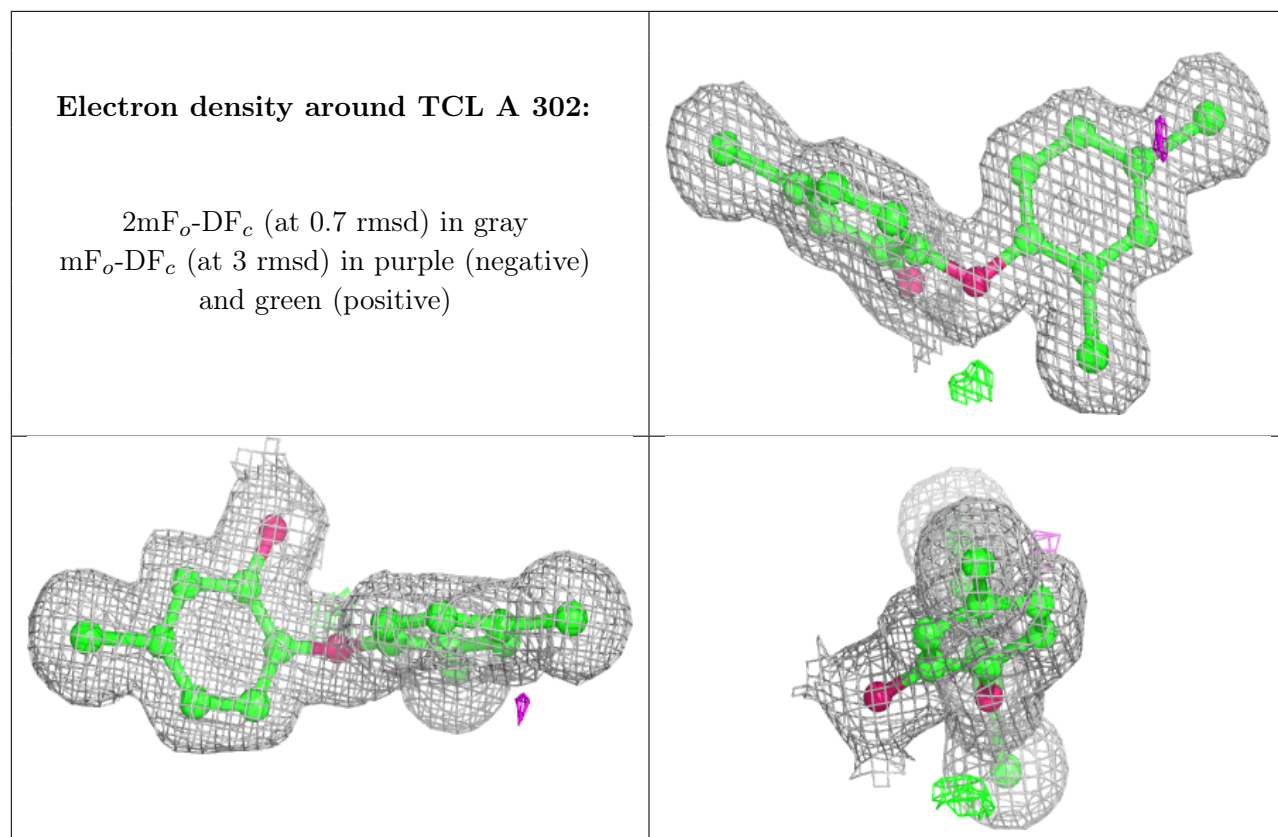 Electron density around TCL A 302:
2mFo-DFc (at 0.7 rmsd) in gray
mFo-DFc (at 3 rmsd) in purple (negative)
and green (positive)